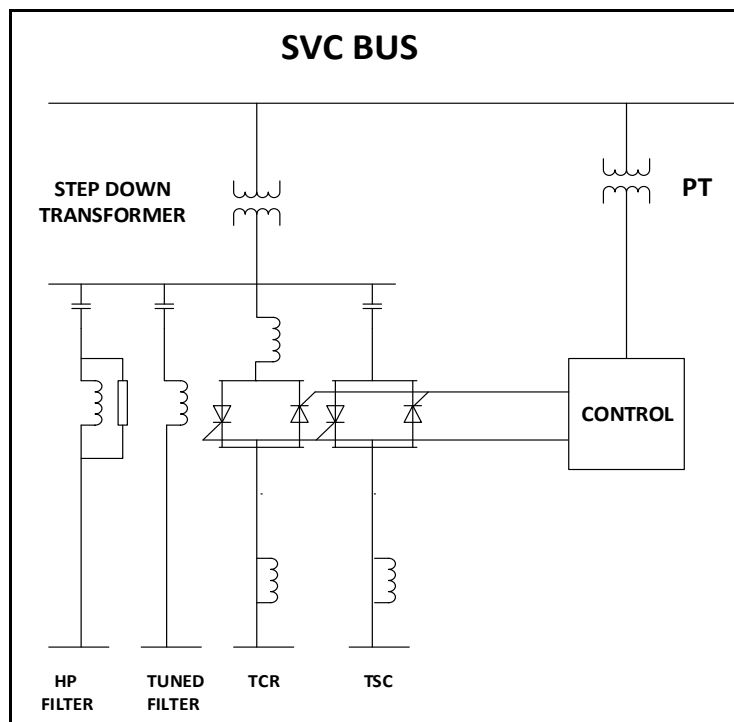 SVC BUS
STEP DOWN
TRANSFORMER
PT
CONTROL
HP
FILTER
TUNED
FILTER
TCR
TSC